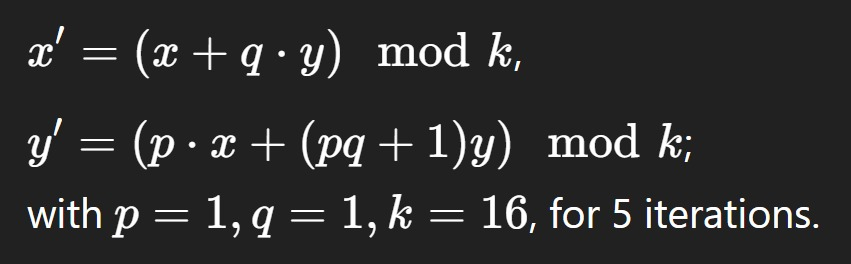 x′ = (x + q · y) mod k,
y′ = (p · x + (pq + 1)y) mod k;
with p = 1, q = 1, k = 16, for 5 iterations.